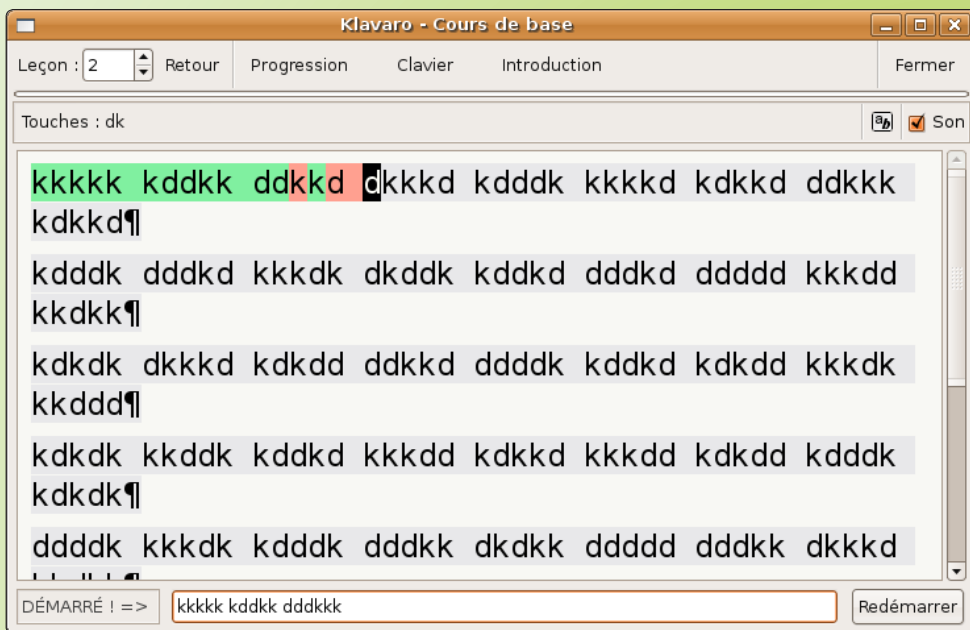 Klavaro - Cours de base
Leçon : 2 Retour Progression Clavier Introduction Fermer
Touches : dk ab Son
kkkkk kddkk ddkkd dkkkd kdddk kkkkd kdkkd ddkkk
kdkkd¶
kdddk dddkd kkkdk dkddk kddkd dddkd ddddd kkkdd
kkdkk¶
kdkdk dkkkd kdkdd ddkkd ddddk kddkd kdkdd kkkdk
kkddd¶
kdkdk kkddk kddkd kkkdd kdkkd kkkdd kdkdd kdddk
kdkdk¶
ddddk kkkdk kdddk dddkk dkdkk ddddd dddkk dkkkd
DÉMARRÉ ! => kkkkk kddkk dddkkk Redémarrer